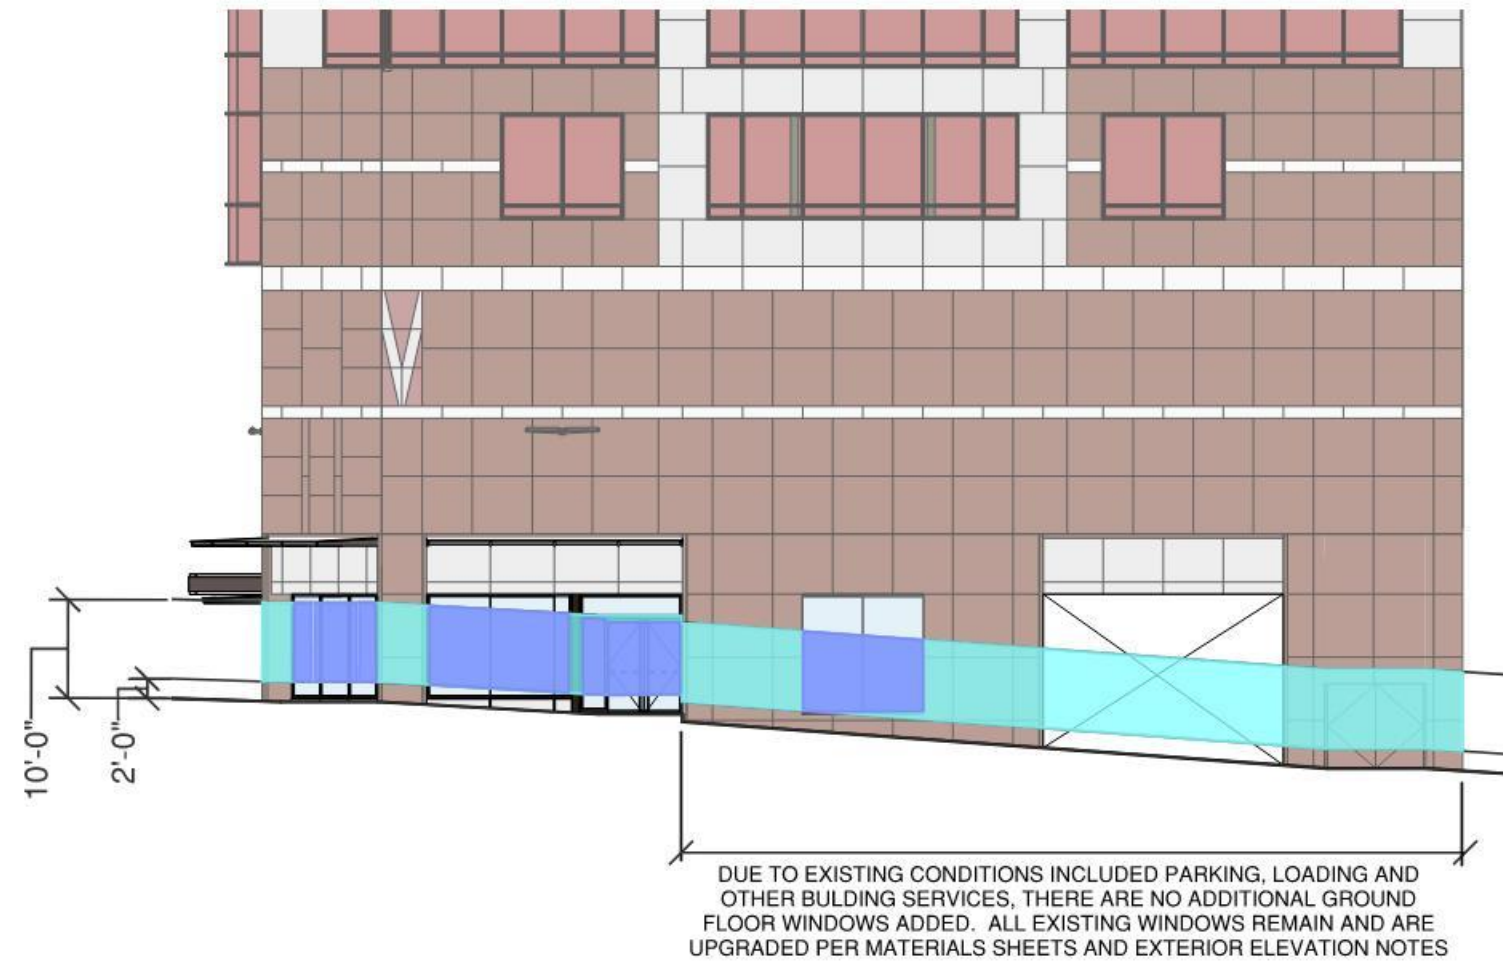 10'-0"
2'-0"
DUE TO EXISTING CONDITIONS INCLUDED PARKING, LOADING AND
OTHER BULDING SERVICES, THERE ARE NO ADDITIONAL GROUND
FLOOR WINDOWS ADDED.  ALL EXISTING WINDOWS REMAIN AND ARE
UPGRADED PER MATERIALS SHEETS AND EXTERIOR ELEVATION NOTES